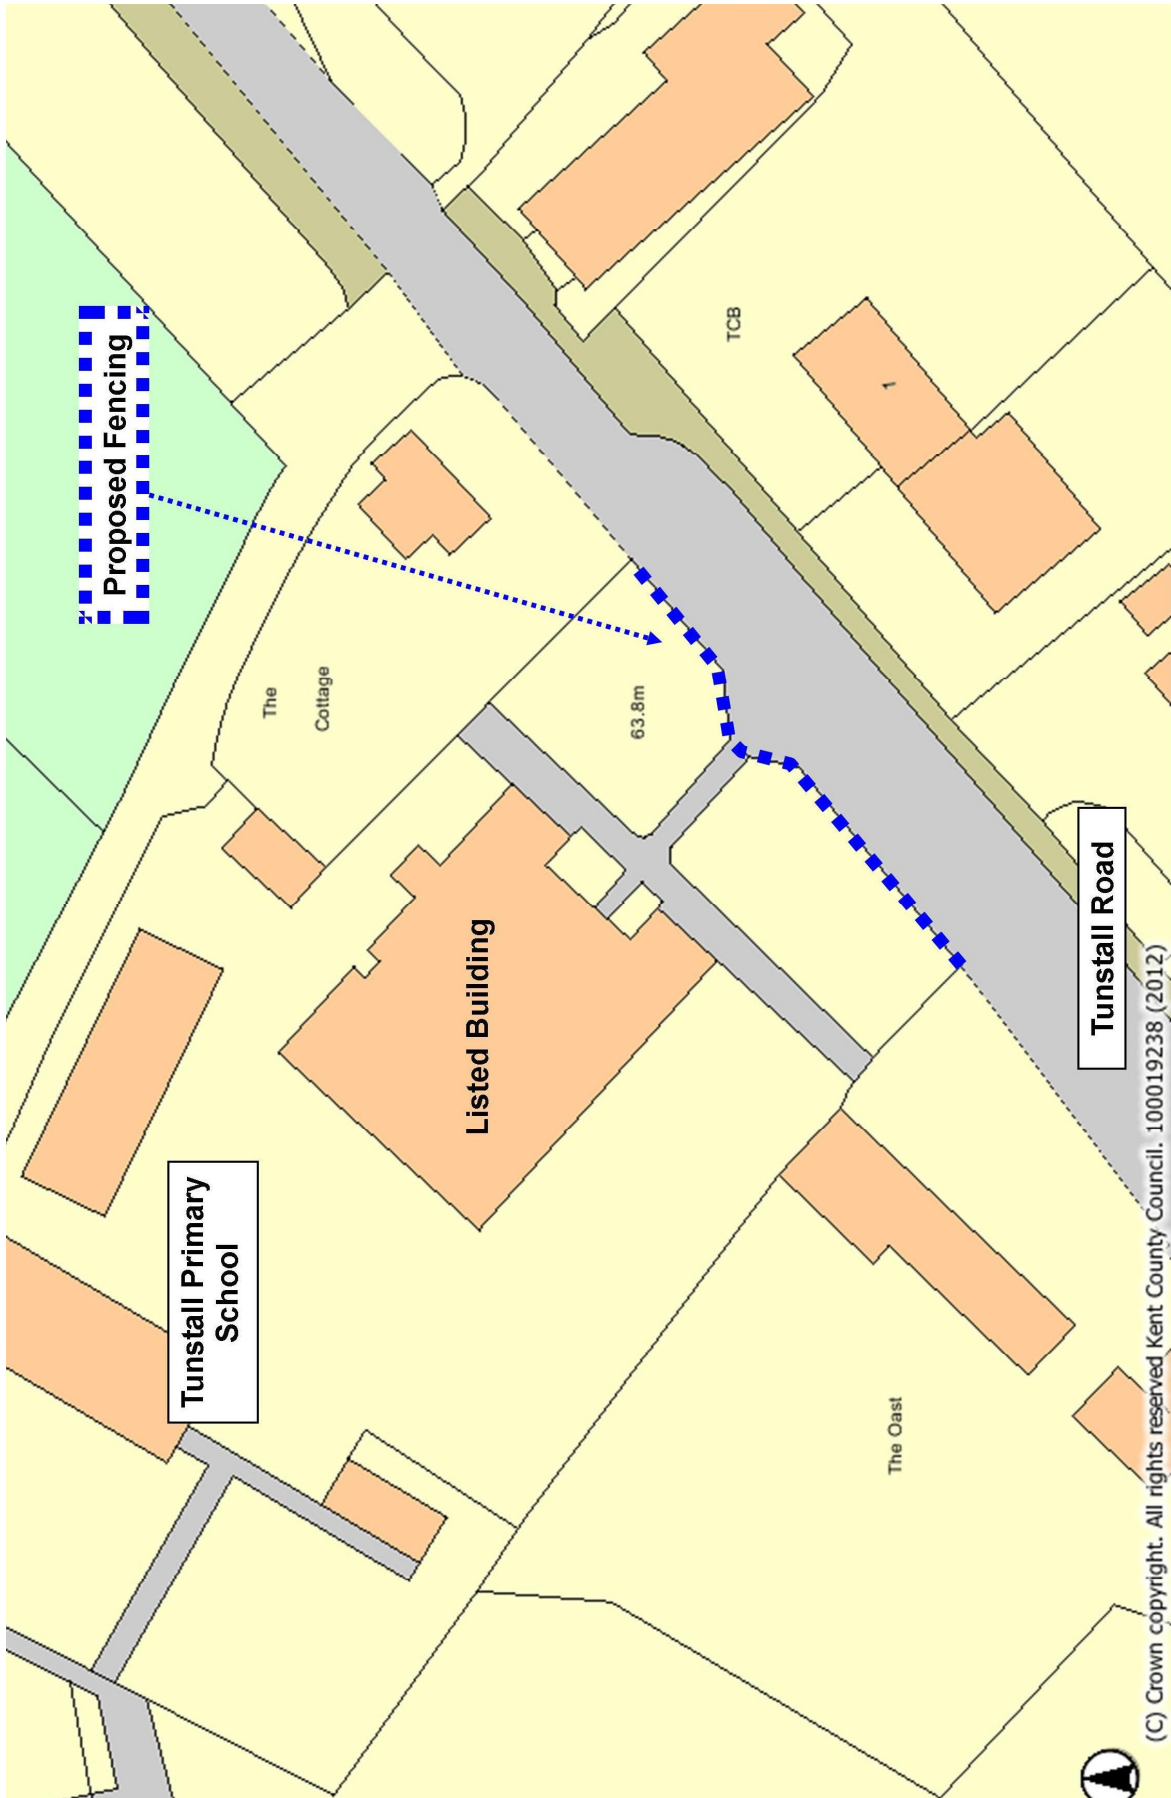 Proposed Fencing
The
Cottage
63.8m
TCB
1
Listed Building
Tunstall Primary
School
Tunstall Road
The Oast
(C) Crown copyright. All rights reserved Kent County Council. 100019238 (2012)